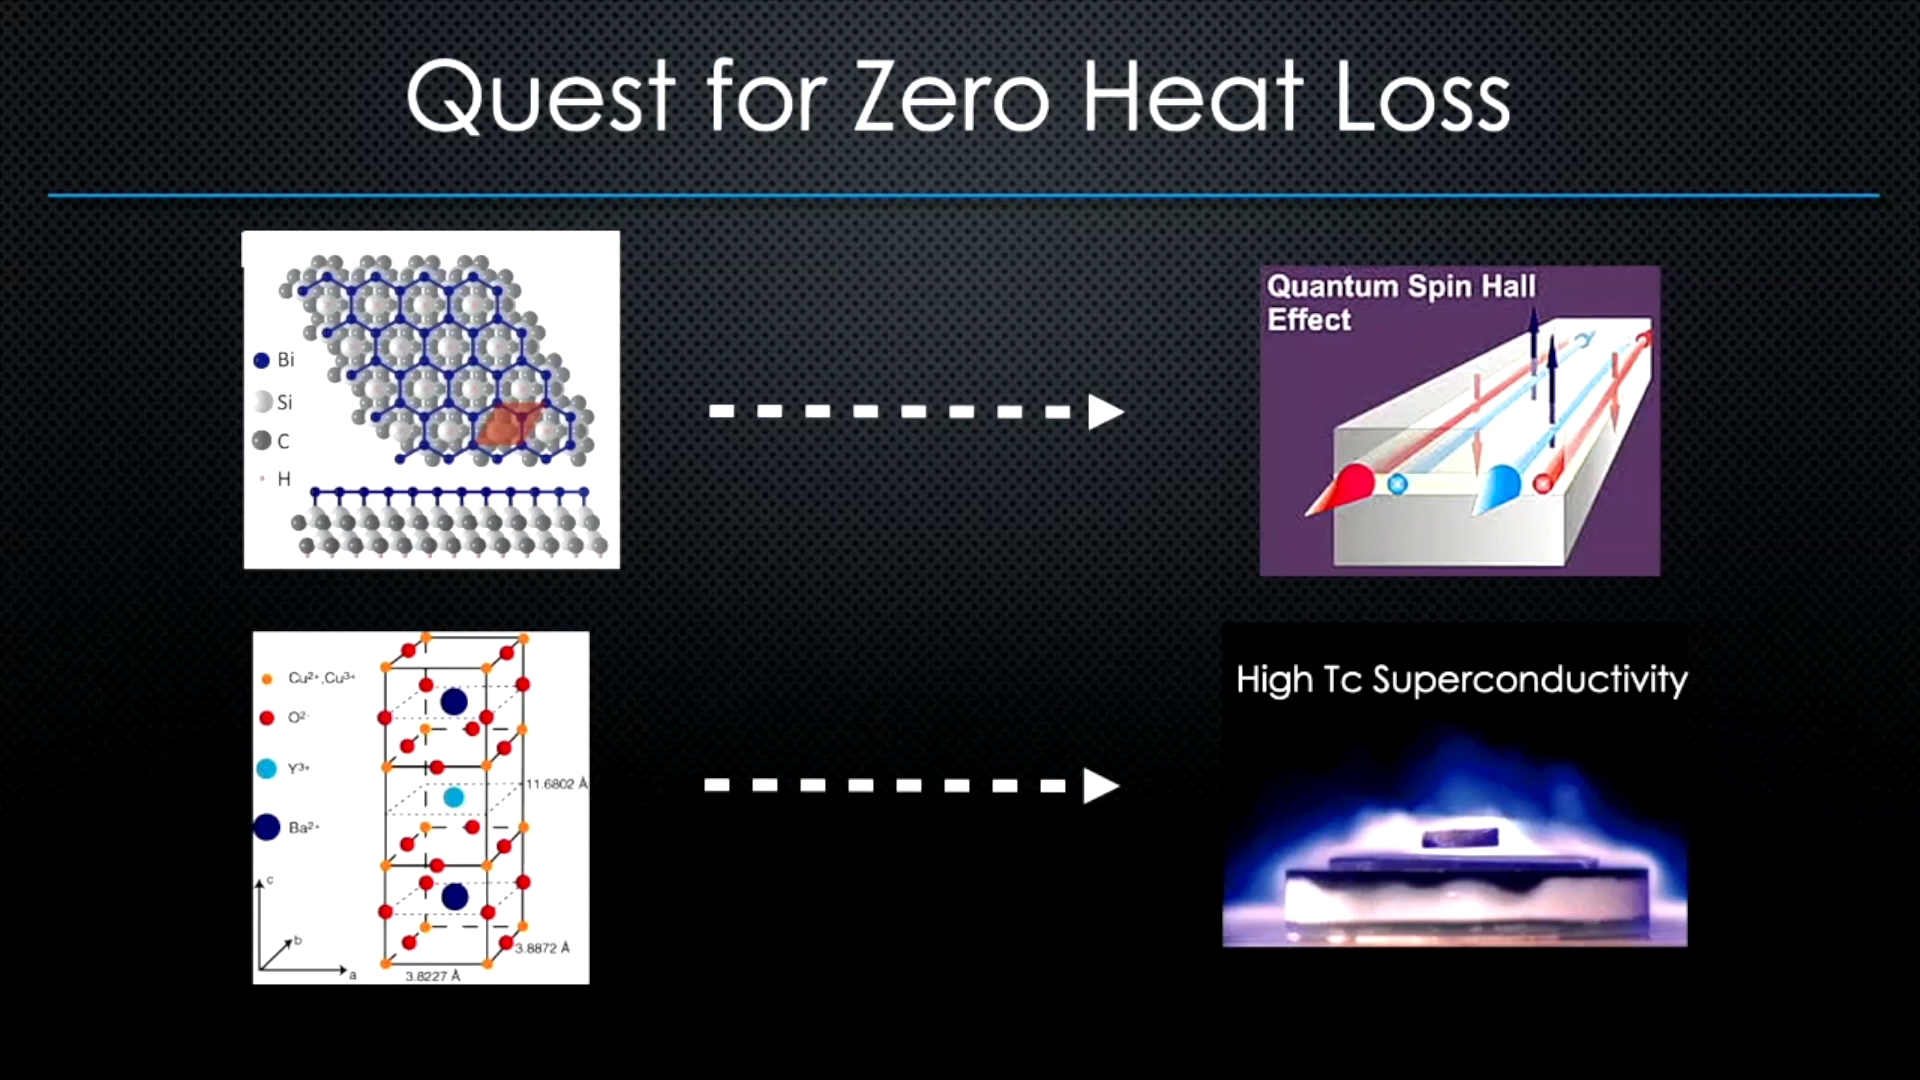 Quest for Zero Heat Loss
Bi
Si
C
H
Quantum Spin Hall
Effect
Cu²⁺,Cu³⁺
O²⁻
Y³⁺
Ba²⁺
11.6802 Å
3.8872 Å
3.8227 Å
c
b
a
High Tc Superconductivity